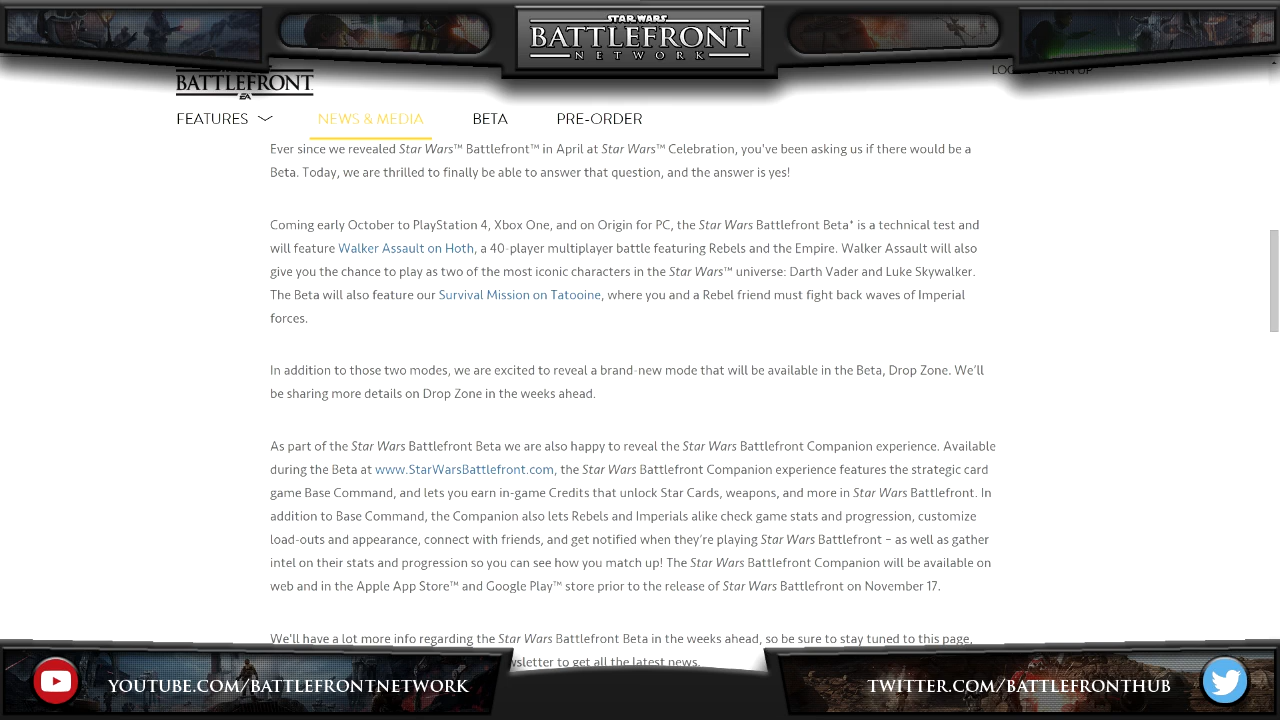 STAR WARS
BATTLEFRONT
NETWORK
BATTLEFRONT
EA
SIGN UP
FEATURES NEWS & MEDIA BETA PRE-ORDER
Ever since we revealed Star Wars™ Battlefront™ in April at Star Wars™ Celebration, you've been asking us if there would be a
Beta. Today, we are thrilled to finally be able to answer that question, and the answer is yes!
Coming early October to PlayStation 4, Xbox One, and on Origin for PC, the Star Wars Battlefront Beta* is a technical test and
will feature Walker Assault on Hoth, a 40-player multiplayer battle featuring Rebels and the Empire. Walker Assault will also
give you the chance to play as two of the most iconic characters in the Star Wars™ universe: Darth Vader and Luke Skywalker.
The Beta will also feature our Survival Mission on Tatooine, where you and a Rebel friend must fight back waves of Imperial
forces.
In addition to those two modes, we are excited to reveal a brand-new mode that will be available in the Beta, Drop Zone. We'll
be sharing more details on Drop Zone in the weeks ahead.
As part of the Star Wars Battlefront Beta we are also happy to reveal the Star Wars Battlefront Companion experience. Available
during the Beta at www.StarWarsBattlefront.com, the Star Wars Battlefront Companion experience features the strategic card
game Base Command, and lets you earn in-game Credits that unlock Star Cards, weapons, and more in Star Wars Battlefront. In
addition to Base Command, the Companion also lets Rebels and Imperials alike check game stats and progression, customize
load-outs and appearance, connect with friends, and get notified when they're playing Star Wars Battlefront – as well as gather
intel on their stats and progression so you can see how you match up! The Star Wars Battlefront Companion will be available on
web and in the Apple App Store™ and Google Play™ store prior to the release of Star Wars Battlefront on November 17.
We'll have a lot more info regarding the Star Wars Battlefront Beta in the weeks ahead, so be sure to stay tuned to this page,
wsletter to get all the latest news.
YOUTUBE.COM/BATTLEFRONTNETWORK
TWITTER.COM/BATTLEFRONTHUB